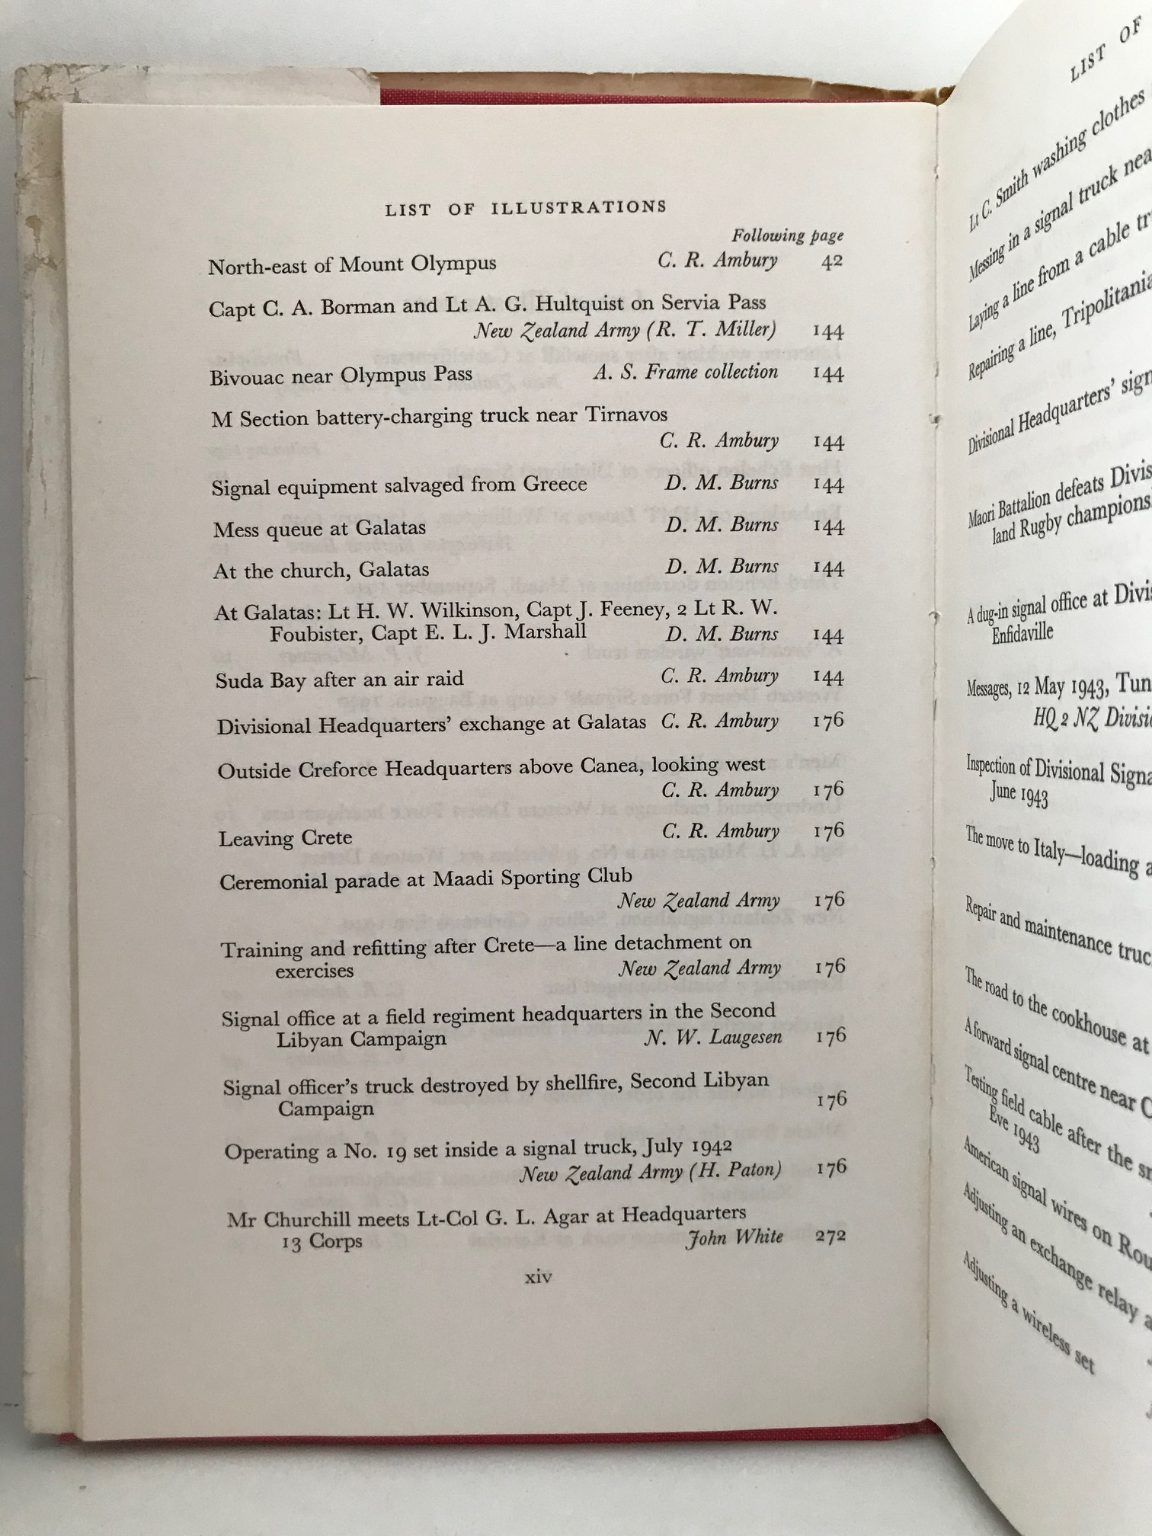 LIST OF ILLUSTRATIONS
Following page
North-east of Mount Olympus C. R. Ambury 42
Capt C. A. Borman and Lt A. G. Hultquist on Servia Pass
New Zealand Army (R. T. Miller) 144
Bivouac near Olympus Pass A. S. Frame collection 144
M Section battery-charging truck near Tirnavos
C. R. Ambury 144
Signal equipment salvaged from Greece D. M. Burns 144
Mess queue at Galatas D. M. Burns 144
At the church, Galatas D. M. Burns 144
At Galatas: Lt H. W. Wilkinson, Capt J. Feeney, 2 Lt R. W.
Foubister, Capt E. L. J. Marshall D. M. Burns 144
Suda Bay after an air raid C. R. Ambury 144
Divisional Headquarters' exchange at Galatas C. R. Ambury 176
Outside Creforce Headquarters above Canea, looking west
C. R. Ambury 176
Leaving Crete C. R. Ambury 176
Ceremonial parade at Maadi Sporting Club
New Zealand Army 176
Training and refitting after Crete—a line detachment on
exercises New Zealand Army 176
Signal office at a field regiment headquarters in the Second
Libyan Campaign N. W. Laugesen 176
Signal officer's truck destroyed by shellfire, Second Libyan
Campaign 176
Operating a No. 19 set inside a signal truck, July 1942
New Zealand Army (H. Paton) 176
Mr Churchill meets Lt-Col G. L. Agar at Headquarters
13 Corps John White 272
xiv
LIST OF
Lt C. Smith washing clothes
Messing in a signal truck nea
Laying a line from a cable tr
Repairing a line, Tripolitania
Divisional Headquarters' sign
Maori Battalion defeats Divis
land Rugby champions
A dug-in signal office at Divi
Enfidaville
Messages, 12 May 1943, Tun
HQ 2 NZ Divisi
Inspection of Divisional Signa
June 1943
The move to Italy—loading a
Repair and maintenance truc
The road to the cookhouse at
A forward signal centre near C
Testing field cable after the s
Eve 1943
American signal wires on Rou
Adjusting an exchange relay a
Adjusting a wireless set